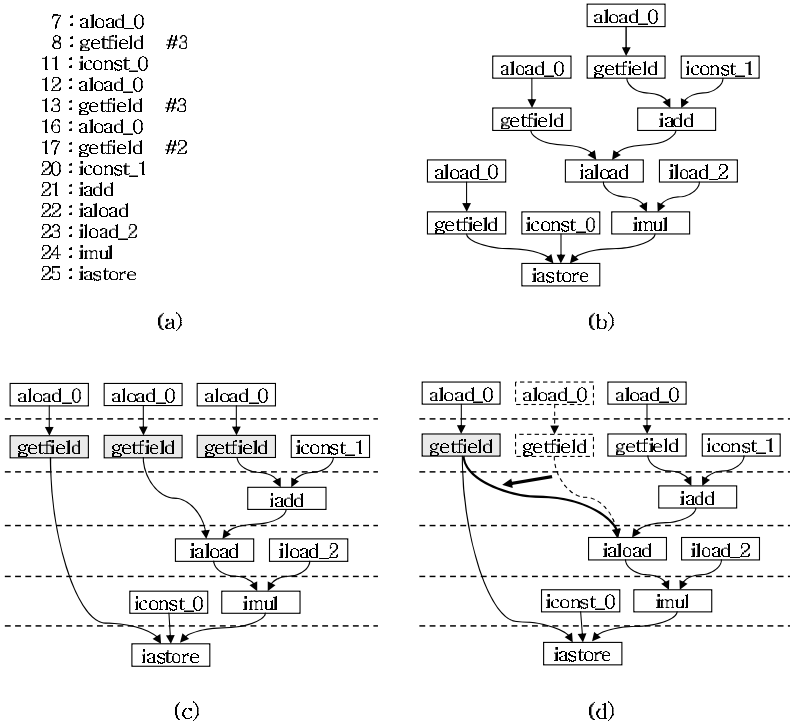 7 : aload_0
8 : getfield #3
11 : iconst_0
12 : aload_0
13 : getfield #3
16 : aload_0
17 : getfield #2
20 : iconst_1
21 : iadd
22 : iaload
23 : iload_2
24 : imul
25 : iastore
(a)
aload_0
aload_0 getfield iconst_1
getfield iadd
aload_0 iaload iload_2
getfield iconst_0 imul
iastore
(b)
aload_0 aload_0 aload_0
getfield getfield getfield iconst_1
iadd
iaload iload_2
iconst_0 imul
iastore
(c)
aload_0 aload_0 aload_0
getfield getfield getfield iconst_1
iadd
iaload iload_2
iconst_0 imul
iastore
(d)